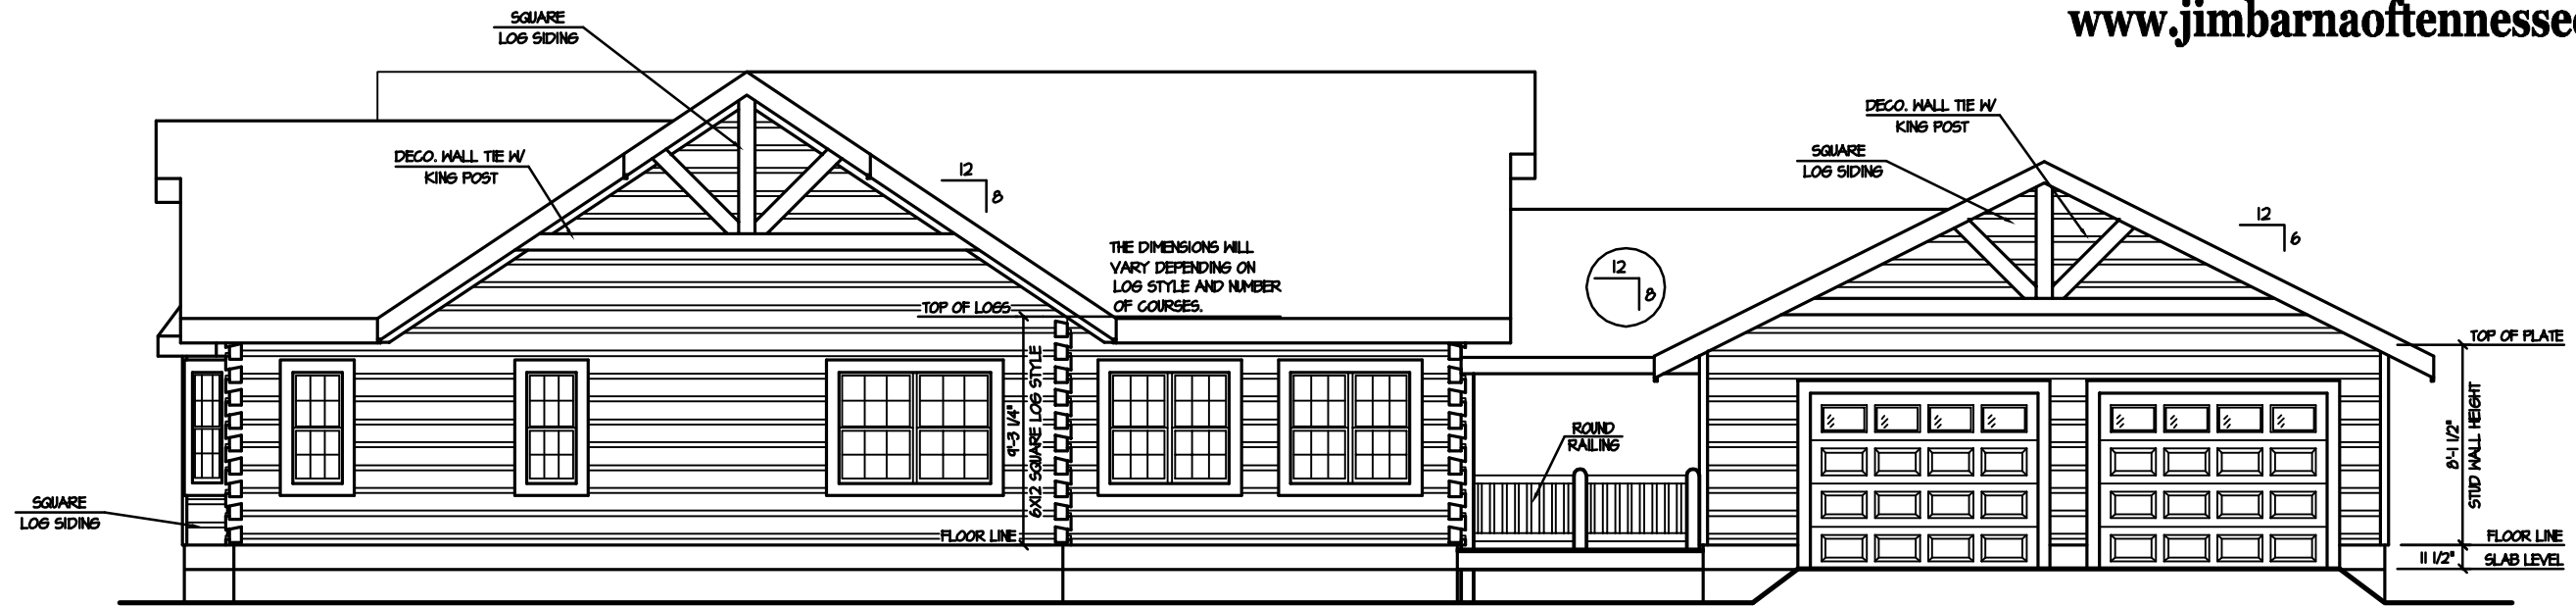 www.jimbarnaoftennessee
SQUARE
LOG SIDING
DECO. WALL TIE W/
KING POST
12
8
THE DIMENSIONS WILL
VARY DEPENDING ON
LOG STYLE AND NUMBER
OF COURSES.
TOP OF LOGS
9'-3 1/4"
6X12 SQUARE LOG STYLE
FLOOR LINE
SQUARE
LOG SIDING
12
8
ROUND
RAILING
DECO. WALL TIE W/
KING POST
SQUARE
LOG SIDING
12
6
TOP OF PLATE
8'-1 1/2"
STUD WALL HEIGHT
FLOOR LINE
11 1/2"
SLAB LEVEL